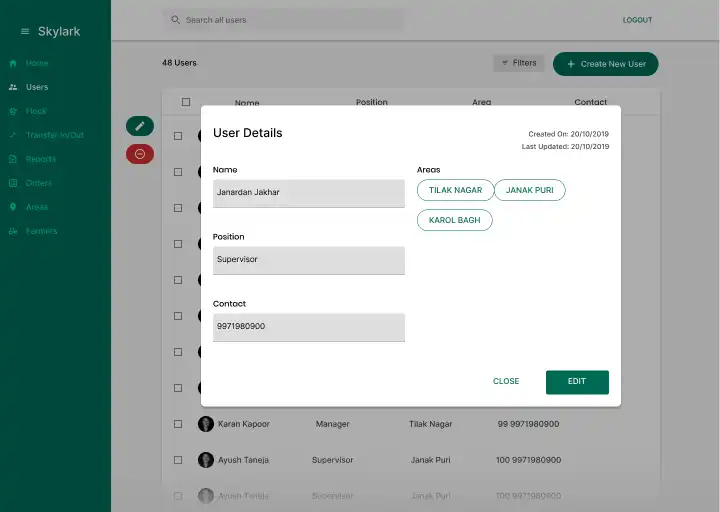 Search all users
LOGOUT
Skylark
Home
Users
Flock
Transfer In/Out
Reports
Orders
Areas
Farmers
48 Users
Filters
Create New User
Name Position Area Contact
User Details
Created On: 20/10/2019
Last Updated: 20/10/2019
Name
Janardan Jakhar
Areas
TILAK NAGAR JANAK PURI
KAROL BAGH
Position
Supervisor
Contact
9971980900
CLOSE
EDIT
Karan Kapoor Manager Tilak Nagar 99 9971980900
Ayush Taneja Supervisor Janak Puri 100 9971980900
Ayush Taneja Supervisor Janak Puri 100 9971980900